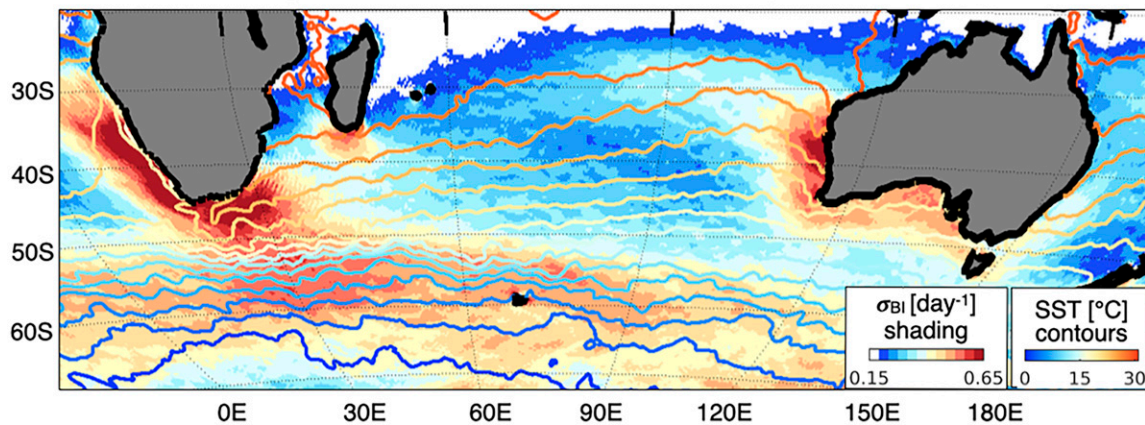 30S
40S
50S
60S
σBI [day-1]
shading
0.15 0.65
SST [°C]
contours
0 15 30
0E 30E 60E 90E 120E 150E 180E